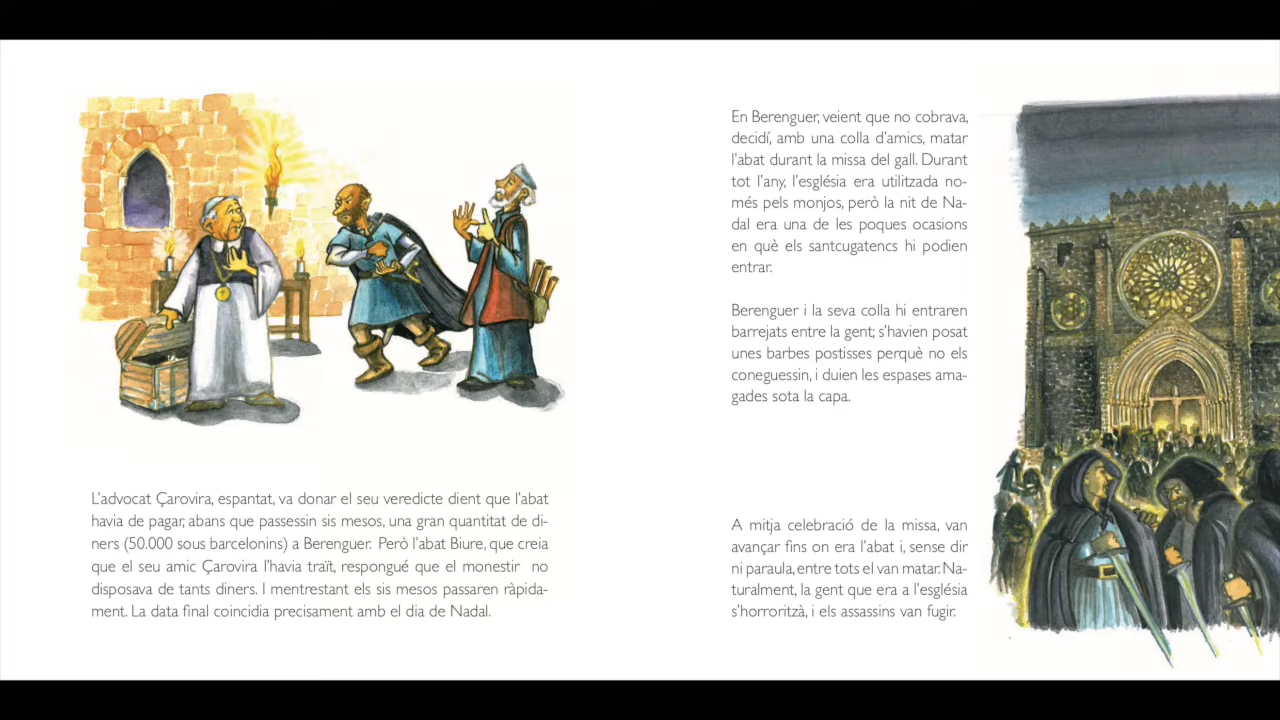 L'advocat Çarovira, espantat, va donar el seu veredicte dient que l'abat
havia de pagar, abans que passessin sis mesos, una gran quantitat de di-
ners (50.000 sous barcelonins) a Berenguer. Però l'abat Biure, que creia
que el seu amic Çarovira l'havia traït, respongué que el monestir no
disposava de tants diners. I mentrestant els sis mesos passaren ràpida-
ment. La data final coincidia precisament amb el dia de Nadal.
En Berenguer, veient que no cobrava,
decidí, amb una colla d'amics, matar
l'abat durant la missa del gall. Durant
tot l'any, l'església era utilitzada no-
més pels monjos, però la nit de Na-
dal era una de les poques ocasions
en què els santcugatencs hi podien
entrar.
Berenguer i la seva colla hi entraren
barrejats entre la gent; s'havien posat
unes barbes postisses perquè no els
coneguessin, i duien les espases ama-
gades sota la capa.
A mitja celebració de la missa, van
avançar fins on era l'abat i, sense dir
ni paraula, entre tots el van matar. Na-
turalment, la gent que era a l'església
s'horroritzà, i els assassins van fugir.